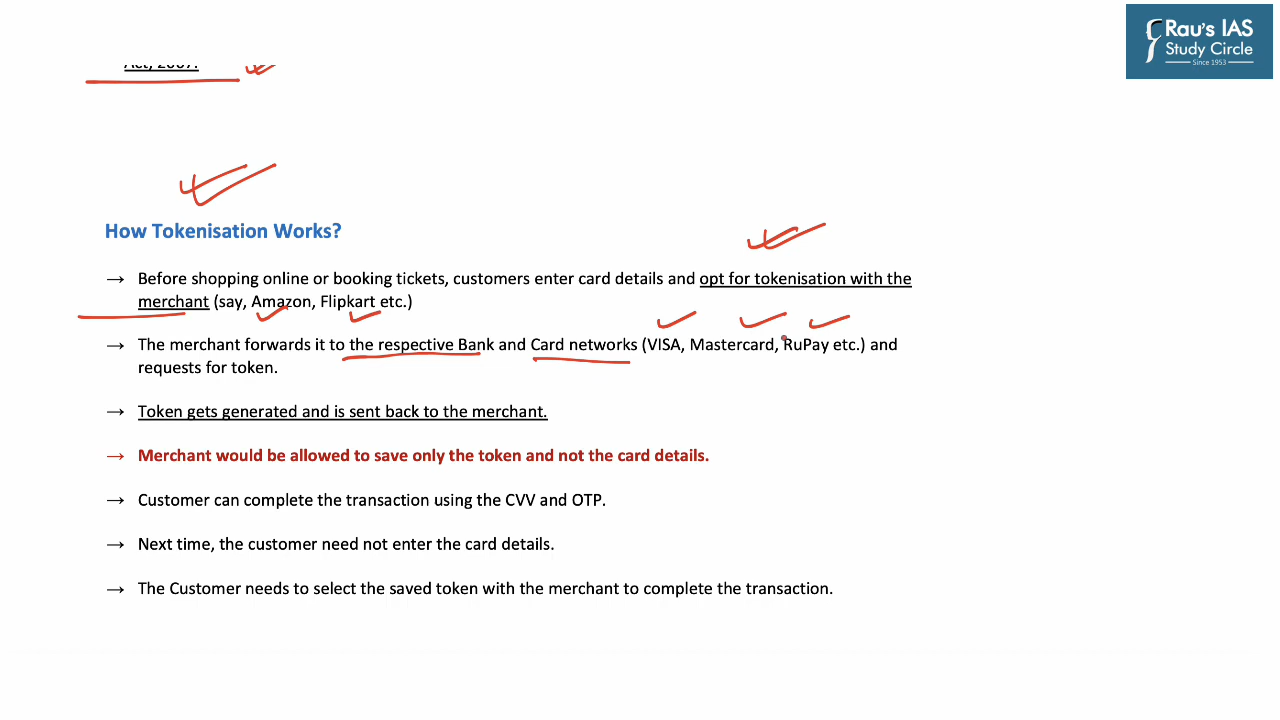 Rau's IAS
Study Circle
Since 1953
Act, 2007.
How Tokenisation Works?
→ Before shopping online or booking tickets, customers enter card details and opt for tokenisation with the
merchant (say, Amazon, Flipkart etc.)
→ The merchant forwards it to the respective Bank and Card networks (VISA, Mastercard, RuPay etc.) and
requests for token.
→ Token gets generated and is sent back to the merchant.
→ Merchant would be allowed to save only the token and not the card details.
→ Customer can complete the transaction using the CVV and OTP.
→ Next time, the customer need not enter the card details.
→ The Customer needs to select the saved token with the merchant to complete the transaction.